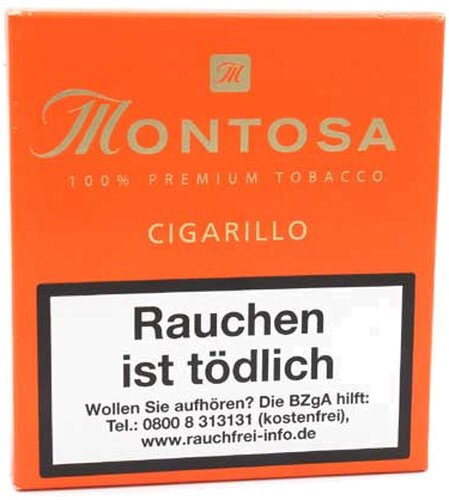 M
MONTOSA
100% PREMIUM TOBACCO
CIGARILLO
Rauchen
ist tödlich
Wollen Sie aufhören? Die BZgA hilft:
Tel.: 0800 8 313131 (kostenfrei),
www.rauchfrei-info.de